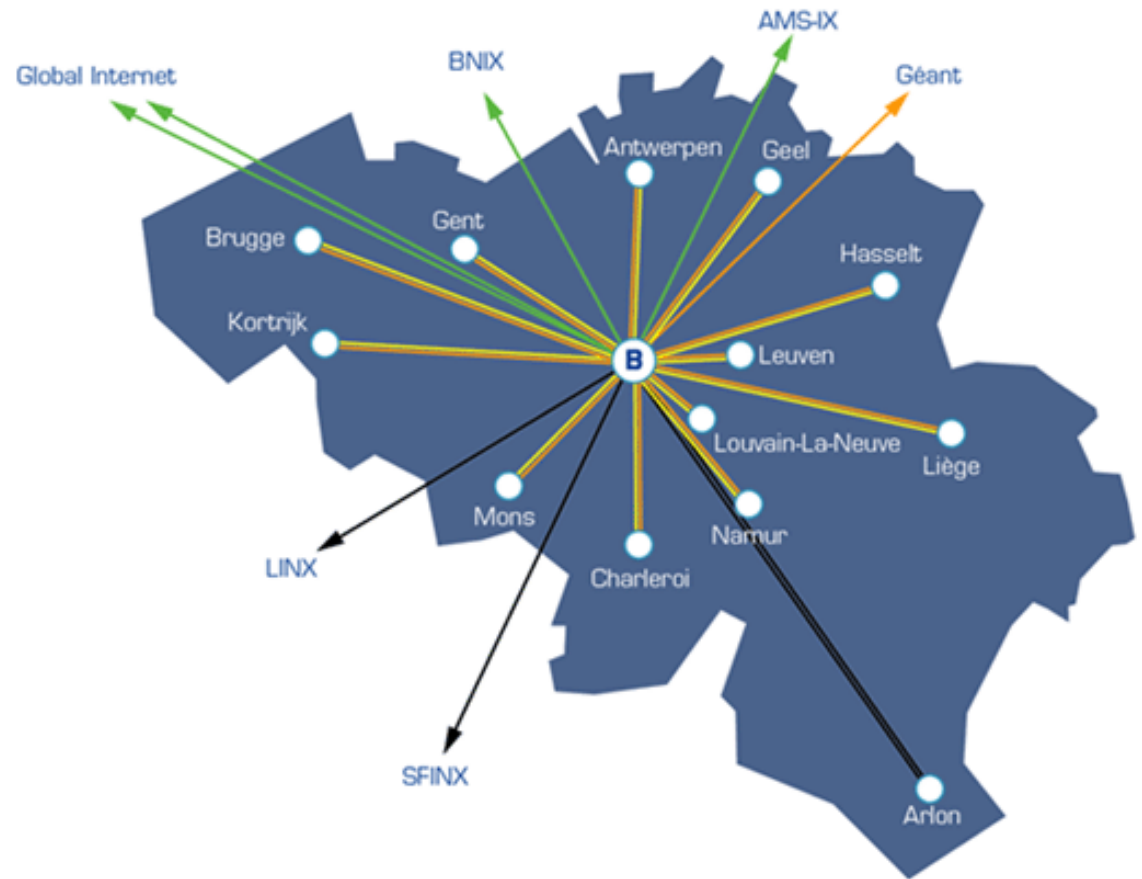 AMS-IX
BNIX
Global Internet
Géant
Antwerpen
Geel
Gent
Brugge
Hasselt
Kortrijk
B
Leuven
Louvain-La-Neuve
Liège
Mons
Namur
LINX
Charleroi
SFINX
Arlon